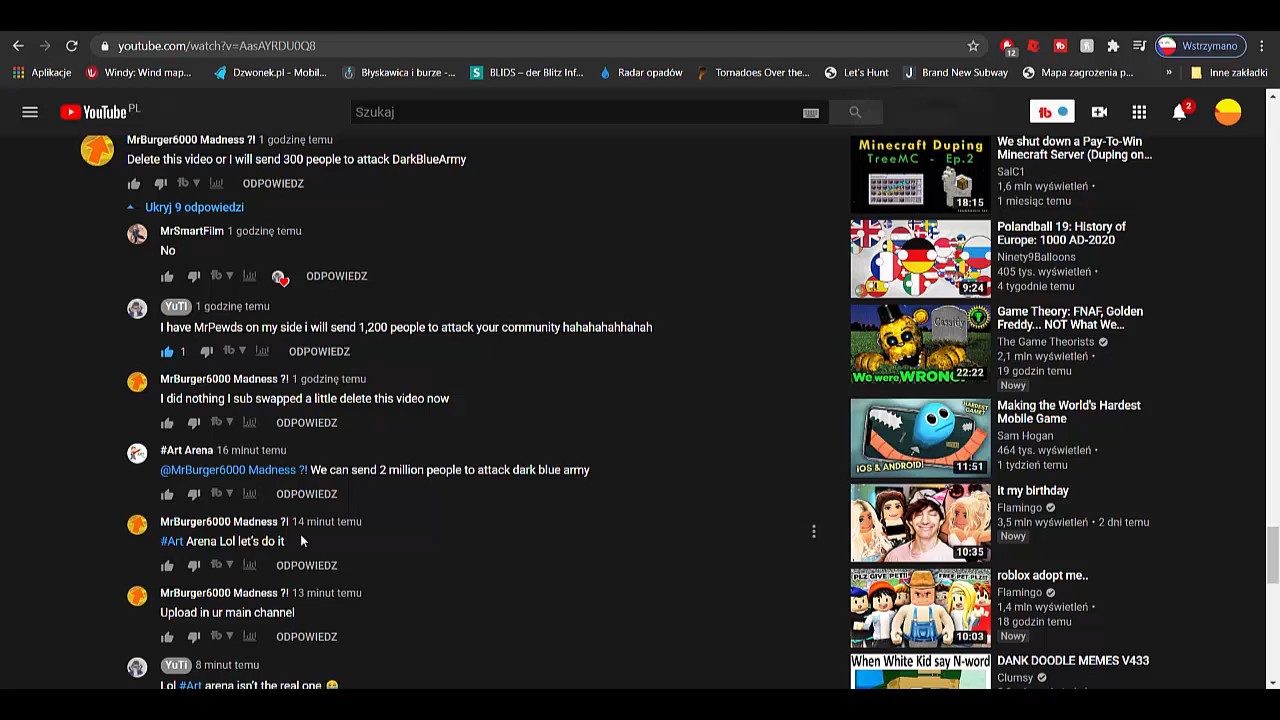 youtube.com/watch?v=AasAYRDU0Q8
12
Wstrzymano
Aplikacje
Windy: Wind map...
Dzwonek.pl - Mobil...
Błyskawica i burze -...
BLIDS – der Blitz Inf...
Radar opadów
Tornadoes Over the...
Let's Hunt
Brand New Subway
Mapa zagrożenia p...
»
Inne zakładki
YouTube PL
Szukaj
tb
2
MrBurger6000 Madness ?! 1 godzinę temu
Delete this video or I will send 300 people to attack DarkBlueArmy
ODPOWIEDZ
Ukryj 9 odpowiedzi
MrSmartFilm 1 godzinę temu
No
ODPOWIEDZ
YuTi 1 godzinę temu
I have MrPewds on my side i will send 1,200 people to attack your community hahahahhahah
1 ODPOWIEDZ
MrBurger6000 Madness ?! 1 godzinę temu
I did nothing I sub swapped a little delete this video now
ODPOWIEDZ
#Art Arena 16 minut temu
@MrBurger6000 Madness ?! We can send 2 million people to attack dark blue army
ODPOWIEDZ
MrBurger6000 Madness ?! 14 minut temu
#Art Arena Lol let's do it
ODPOWIEDZ
MrBurger6000 Madness ?! 13 minut temu
Upload in ur main channel
ODPOWIEDZ
YuTi 8 minut temu
Lol #Art arena isn't the real one
Minecraft Duping
TreeMC - Ep.2
18:15
We shut down a Pay-To-Win
Minecraft Server (Duping on...
SalC1
1,6 mln wyświetleń •
1 miesiąc temu
9:24
Polandball 19: History of
Europe: 1000 AD-2020
Ninety9Balloons
405 tys. wyświetleń •
4 tygodnie temu
Cassidy
We were WRONG!
22:22
Game Theory: FNAF, Golden
Freddy... NOT What We...
The Game Theorists
2,1 mln wyświetleń •
19 godzin temu
Nowy
HARDEST GAME?
iOS & ANDROID!
11:51
Making the World's Hardest
Mobile Game
Sam Hogan
464 tys. wyświetleń •
1 tydzień temu
10:35
it my birthday
Flamingo
3,5 mln wyświetleń • 2 dni temu
Nowy
PLZ GIVE PET!!
FREE PET PLZ!
10:03
roblox adopt me..
Flamingo
1,4 mln wyświetleń •
18 godzin temu
Nowy
When White Kid say N-word
DANK DOODLE MEMES V433
Clumsy